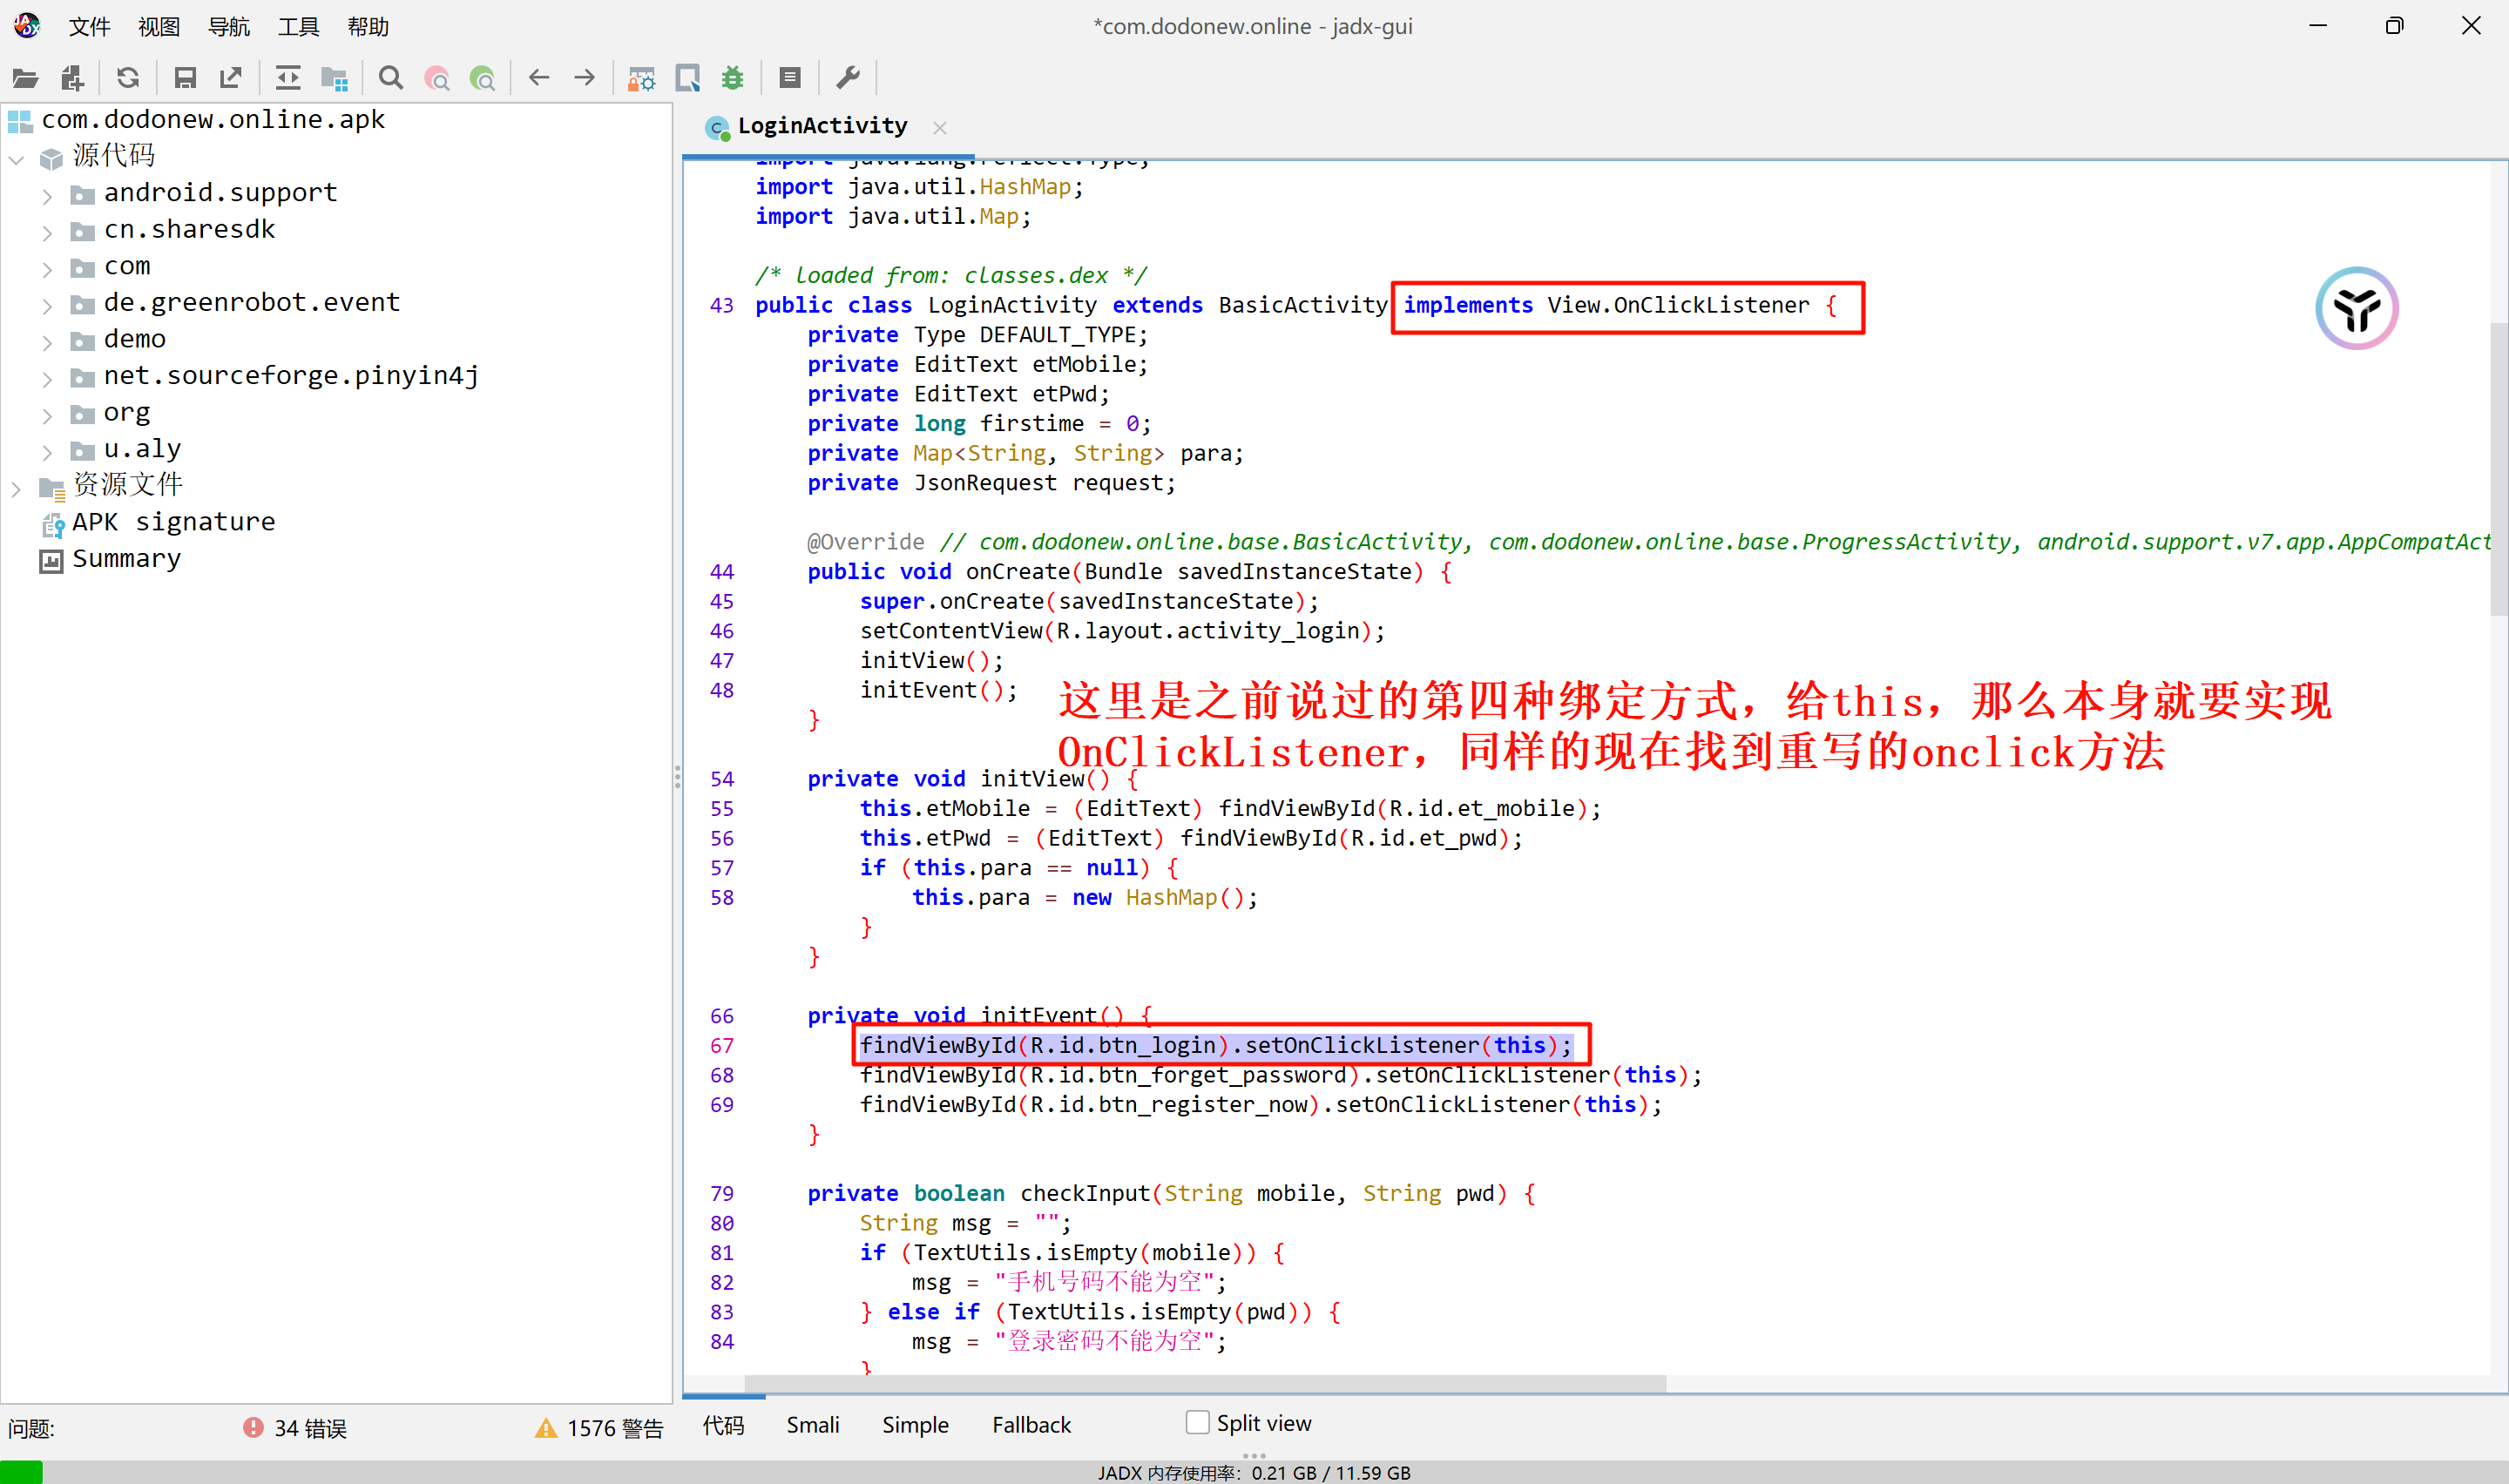 文件 视图 导航 工具 帮助
*com.dodonew.online - jadx-gui
com.dodonew.online.apk
源代码
android.support
cn.sharesdk
com
de.greenrobot.event
demo
net.sourceforge.pinyin4j
org
u.aly
资源文件
APK signature
Summary
LoginActivity
import java.lang.reflect.Type;
import java.util.HashMap;
import java.util.Map;
/* loaded from: classes.dex */
43 public class LoginActivity extends BasicActivity implements View.OnClickListener {
private Type DEFAULT_TYPE;
private EditText etMobile;
private EditText etPwd;
private long firstime = 0;
private Map<String, String> para;
private JsonRequest request;
@Override // com.dodonew.online.base.BasicActivity, com.dodonew.online.base.ProgressActivity, android.support.v7.app.AppCompatAct
44 public void onCreate(Bundle savedInstanceState) {
45 super.onCreate(savedInstanceState);
46 setContentView(R.layout.activity_login);
47 initView();
48 initEvent();
}
这里是之前说过的第四种绑定方式，给this，那么本身就要实现
OnClickListener，同样的现在找到重写的onclick方法
54 private void initView() {
55 this.etMobile = (EditText) findViewById(R.id.et_mobile);
56 this.etPwd = (EditText) findViewById(R.id.et_pwd);
57 if (this.para == null) {
58 this.para = new HashMap();
}
}
66 private void initEvent() {
67 findViewById(R.id.btn_login).setOnClickListener(this);
68 findViewById(R.id.btn_forget_password).setOnClickListener(this);
69 findViewById(R.id.btn_register_now).setOnClickListener(this);
}
79 private boolean checkInput(String mobile, String pwd) {
80 String msg = "";
81 if (TextUtils.isEmpty(mobile)) {
82 msg = "手机号码不能为空";
83 } else if (TextUtils.isEmpty(pwd)) {
84 msg = "登录密码不能为空";
}
问题: 34 错误 1576 警告
代码 Smali Simple Fallback Split view
JADX 内存使用率: 0.21 GB / 11.59 GB